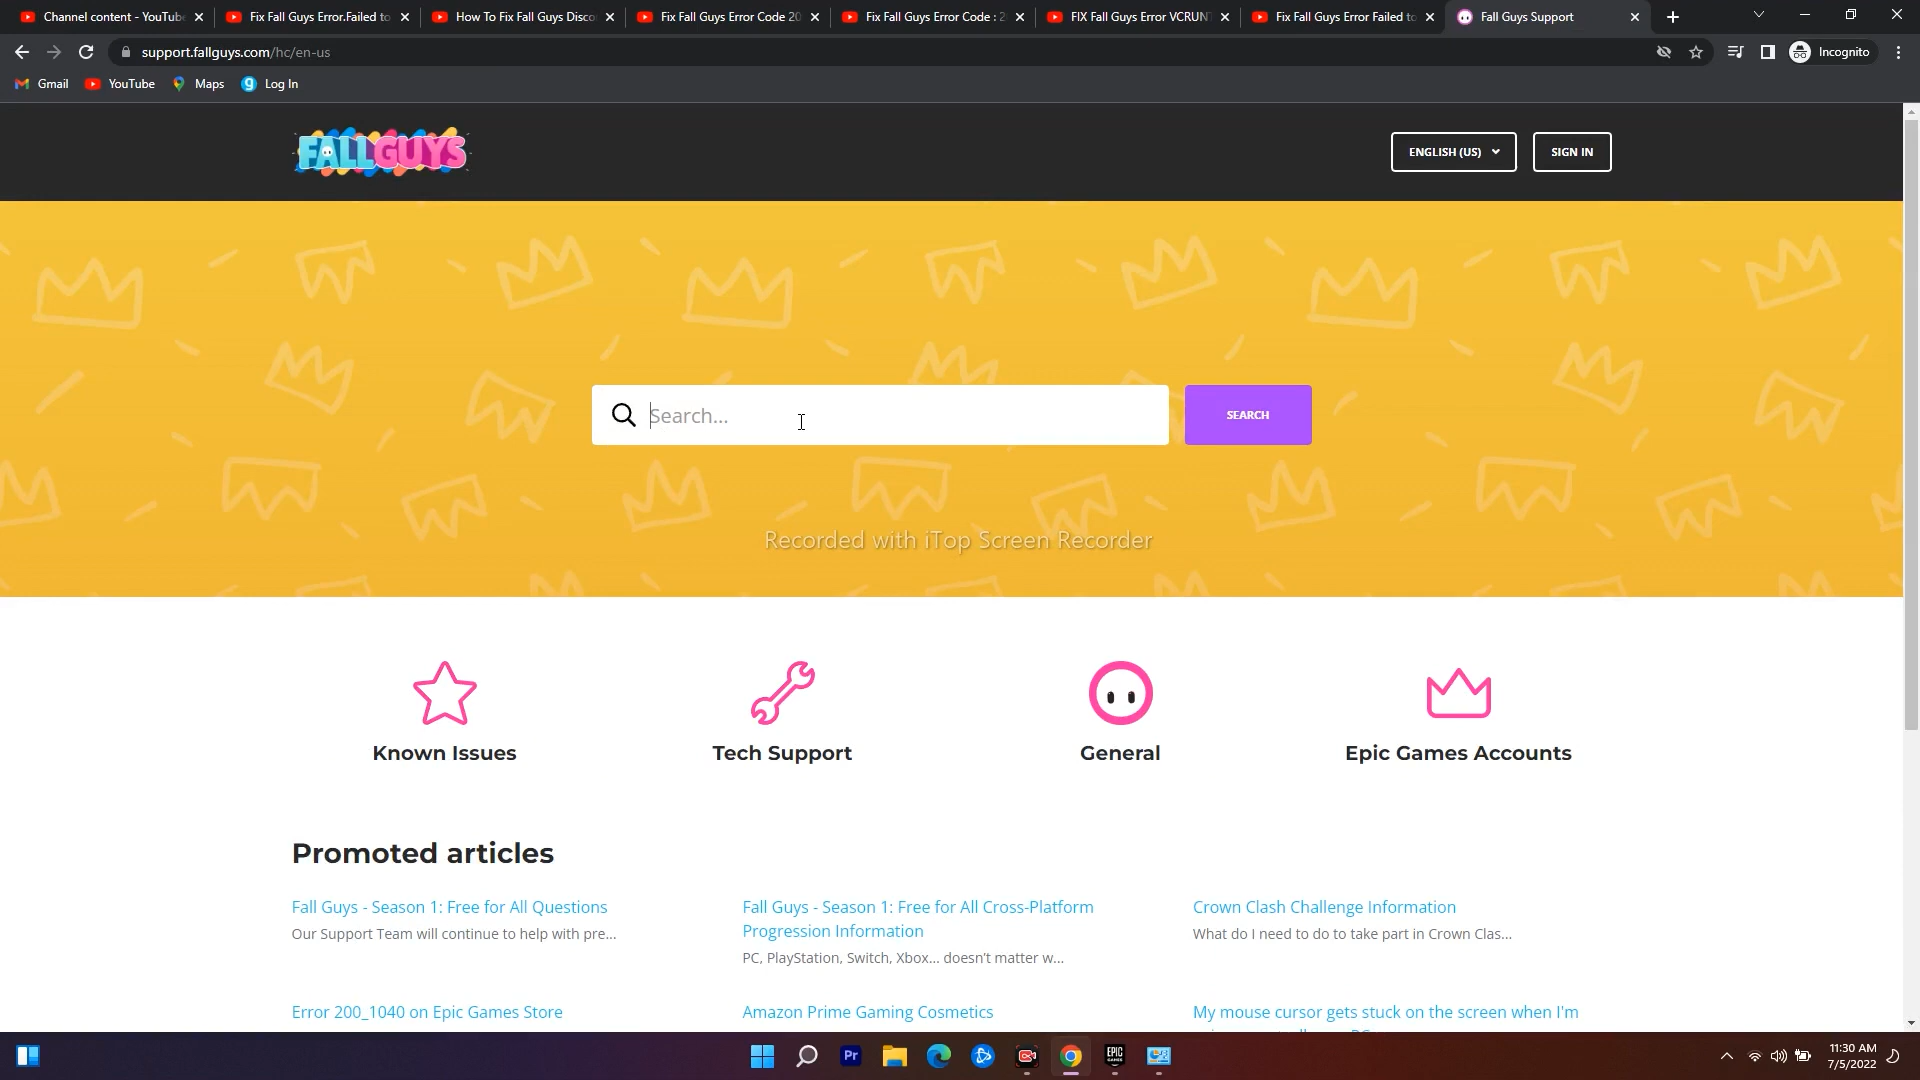 Channel content - YouTube
Fix Fall Guys Error.Failed to
How To Fix Fall Guys Disco
Fix Fall Guys Error Code 20
Fix Fall Guys Error Code : 2
FIX Fall Guys Error VCRUNT
Fix Fall Guys Error Failed to
Fall Guys Support
support.fallguys.com/hc/en-us
Incognito
Gmail
YouTube
Maps
Log In
FALLGUYS
ENGLISH (US)
SIGN IN
Search...
SEARCH
Recorded with iTop Screen Recorder
Known Issues
Tech Support
General
Epic Games Accounts
Promoted articles
Fall Guys - Season 1: Free for All Questions
Our Support Team will continue to help with pre...
Fall Guys - Season 1: Free for All Cross-Platform
Progression Information
PC, PlayStation, Switch, Xbox... doesn't matter w...
Crown Clash Challenge Information
What do I need to do to take part in Crown Clas...
Error 200_1040 on Epic Games Store
Amazon Prime Gaming Cosmetics
My mouse cursor gets stuck on the screen when I'm
Pr
EPIC
GAMES
11:30 AM
7/5/2022